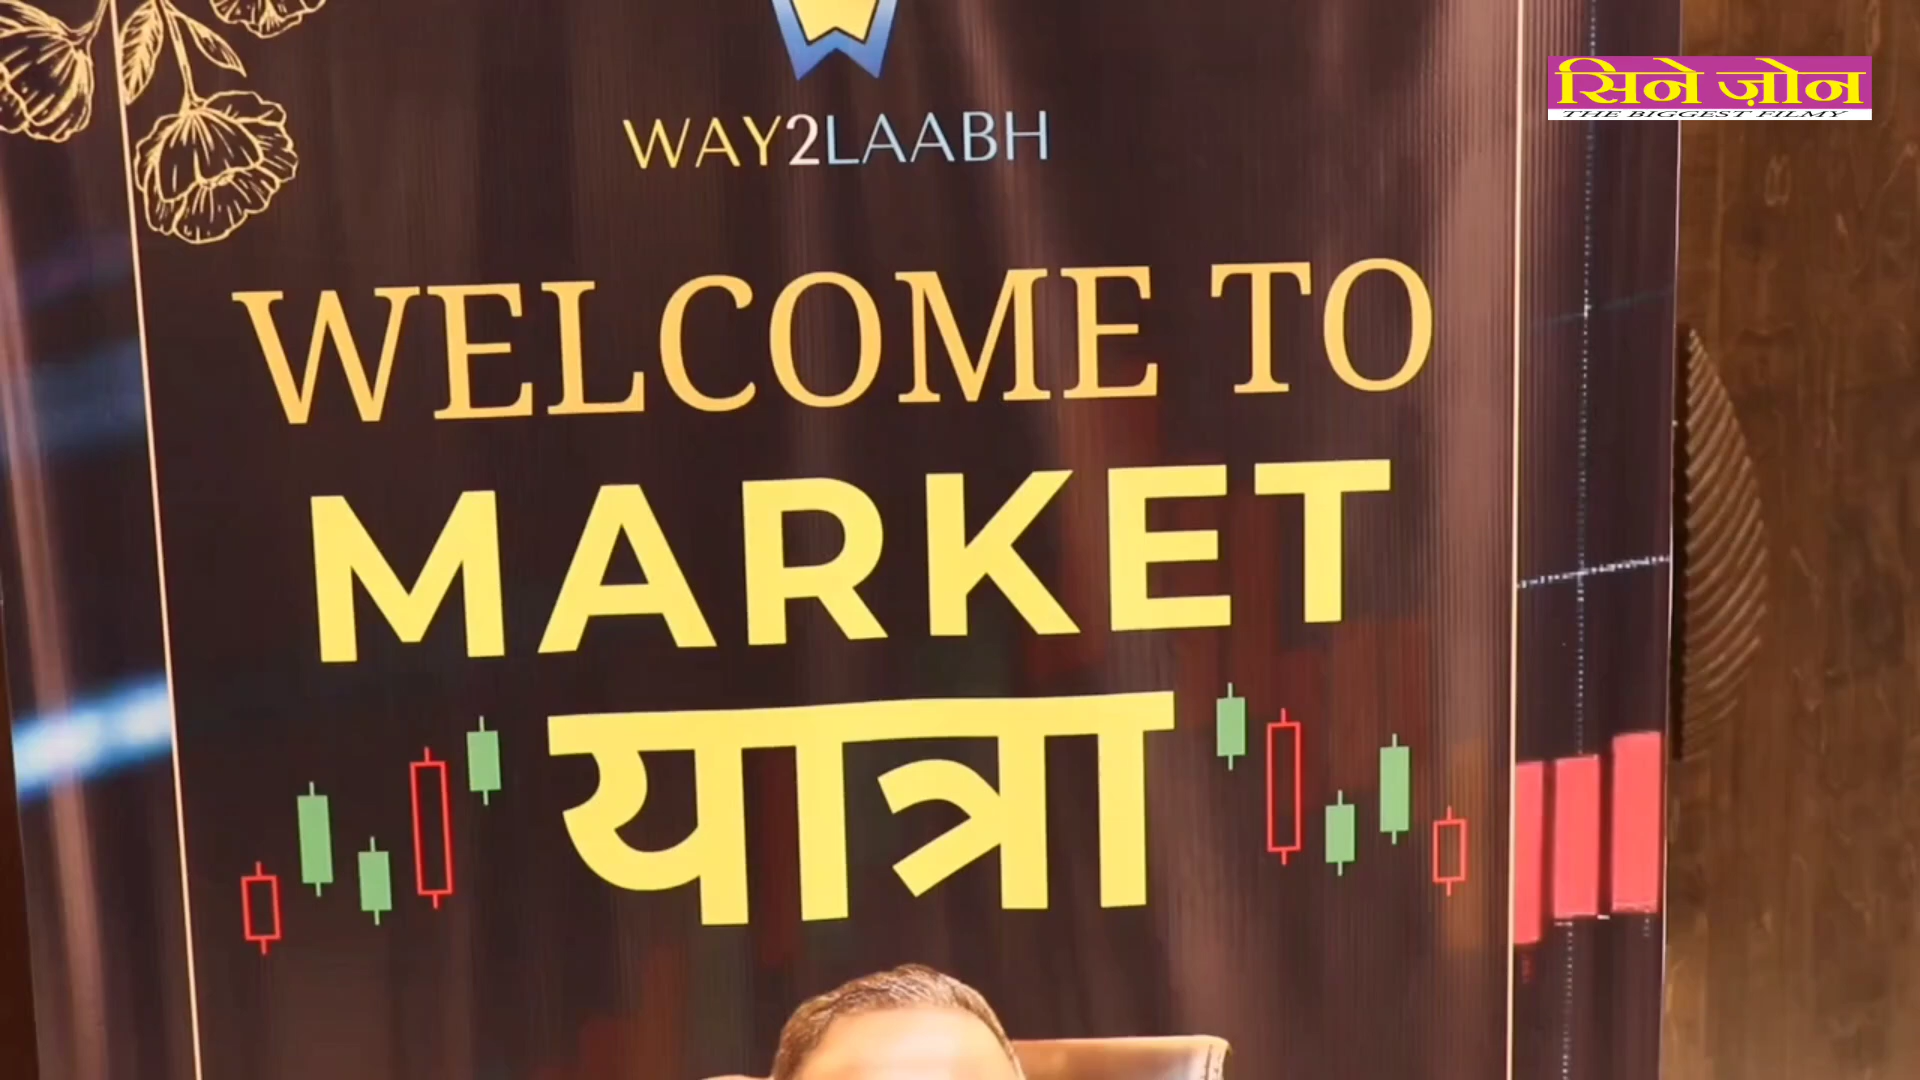 सिने ज़ोन
THE BIGGEST FILMY
WAY2LAABH
WELCOME TO
MARKET
यात्रा